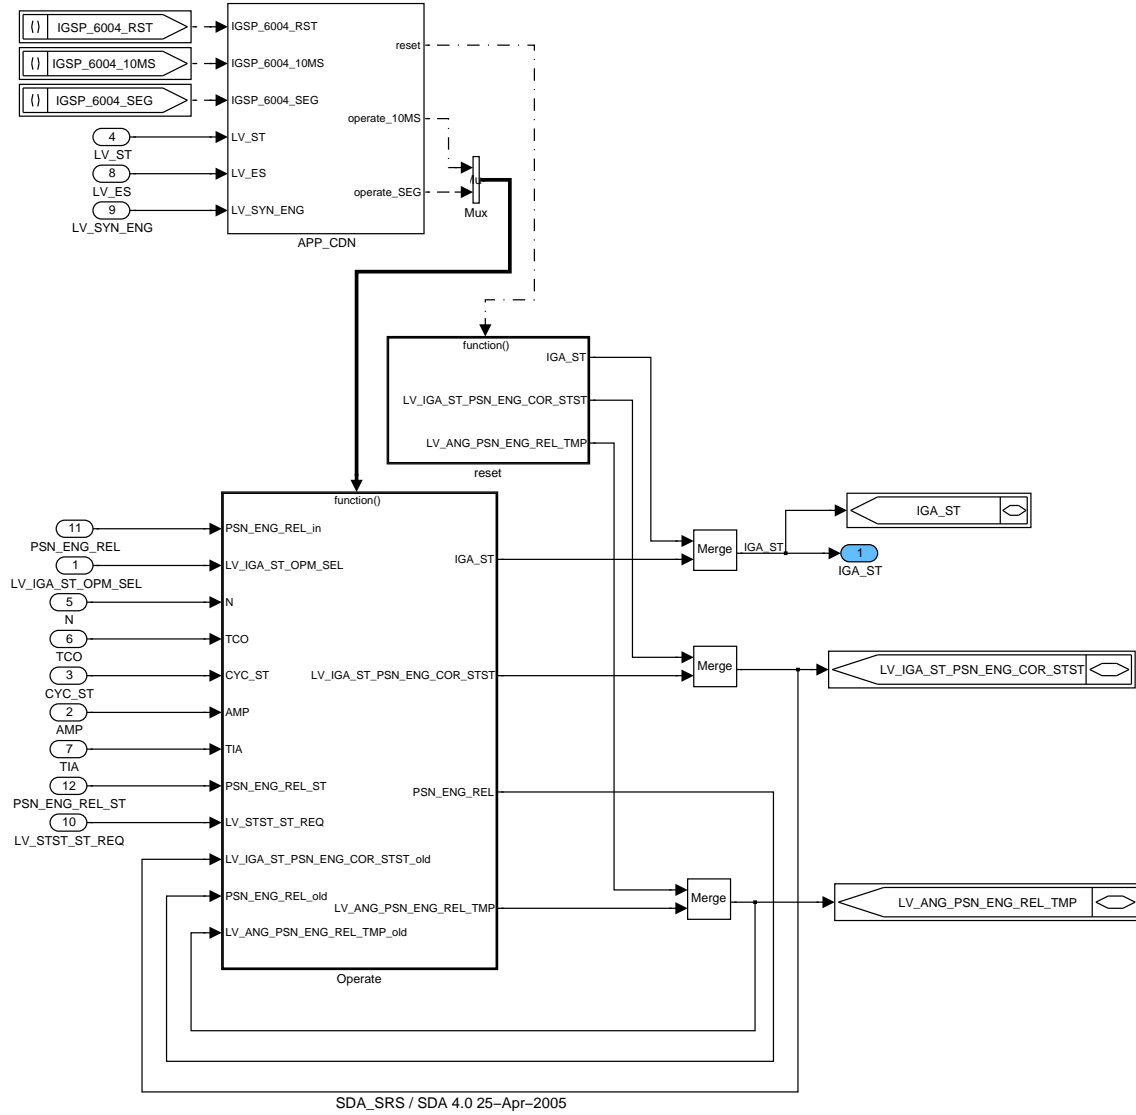 IGSP_6004_RST
IGSP_6004_RST
reset
IGSP_6004_10MS
IGSP_6004_10MS
IGSP_6004_SEG
IGSP_6004_SEG
operate_10MS
4
LV_ST
LV_ST
8
LV_ES
LV_ES
operate_SEG
9
LV_SYN_ENG
LV_SYN_ENG
Mux
APP_CDN
function()
IGA_ST
LV_IGA_ST_PSN_ENG_COR_STST
LV_ANG_PSN_ENG_REL_TMP
reset
function()
11
PSN_ENG_REL
PSN_ENG_REL_in
1
LV_IGA_ST_OPM_SEL
LV_IGA_ST_OPM_SEL
5
N
N
6
TCO
TCO
3
CYC_ST
CYC_ST
2
AMP
AMP
7
TIA
TIA
12
PSN_ENG_REL_ST
PSN_ENG_REL_ST
10
LV_STST_ST_REQ
LV_STST_ST_REQ
LV_IGA_ST_PSN_ENG_COR_STST_old
PSN_ENG_REL_old
LV_ANG_PSN_ENG_REL_TMP_old
IGA_ST
LV_IGA_ST_PSN_ENG_COR_STST
PSN_ENG_REL
LV_ANG_PSN_ENG_REL_TMP
Operate
Merge
IGA_ST
IGA_ST
1
IGA_ST
Merge
LV_IGA_ST_PSN_ENG_COR_STST
Merge
LV_ANG_PSN_ENG_REL_TMP
SDA_SRS / SDA 4.0 25−Apr−2005